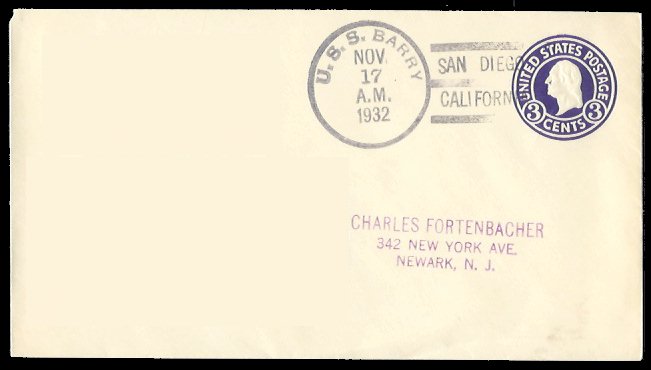 U. S. S. BARRY
NOV.
17
A.M.
1932
SAN DIEGO
CALIFORN
UNITED STATES POSTAGE
3 CENTS 3
CHARLES FORTENBACHER
342 NEW YORK AVE.
NEWARK, N. J.